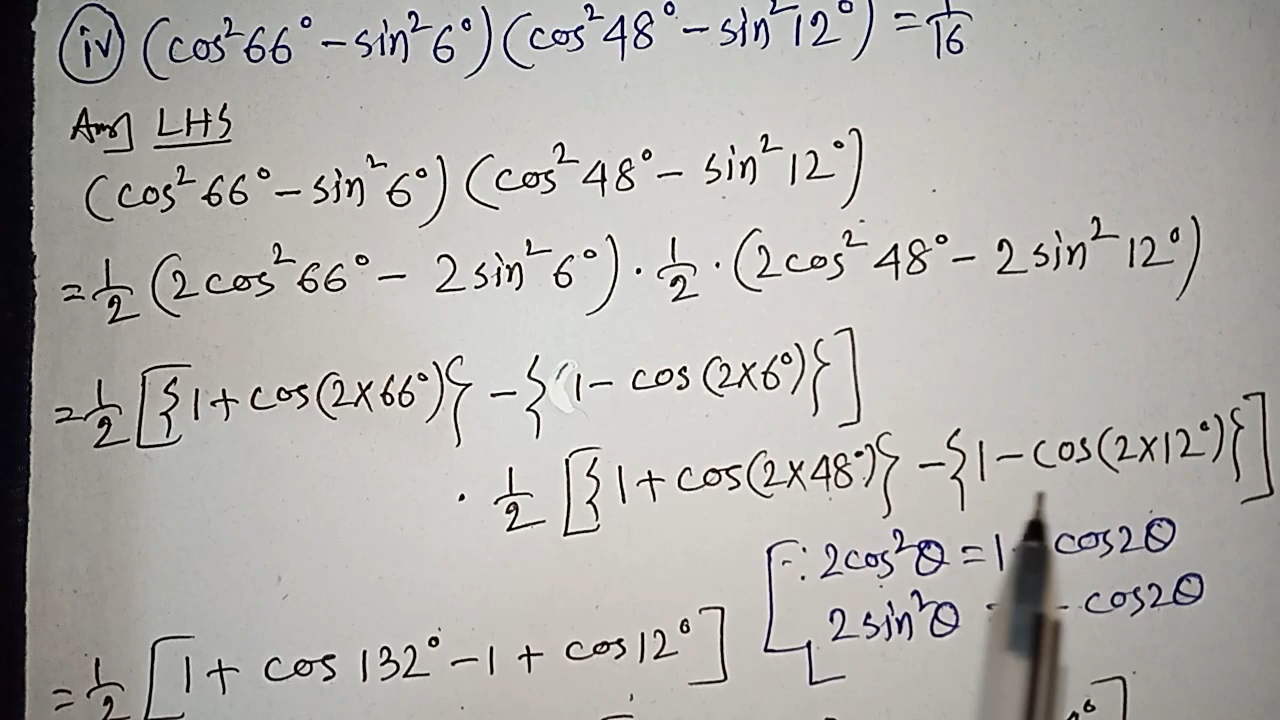 (iv) (cos²66° - sin²6°) (cos²48° - sin²12°) = 1/16
Ans] LHS
(cos²66° - sin²6°) (cos²48° - sin²12°)
= 1/2 (2cos²66° - 2sin²6°) · 1/2 · (2cos²48° - 2sin²12°)
= 1/2 [{1 + cos(2×66°)} - {1 - cos(2×6°)}]
· 1/2 [{1 + cos(2×48°)} - {1 - cos(2×12°)}]
[∵ 2cos²θ = 1 cos2θ
2sin²θ - cos2θ
= 1/2 [1 + cos 132° - 1 + cos 12°]